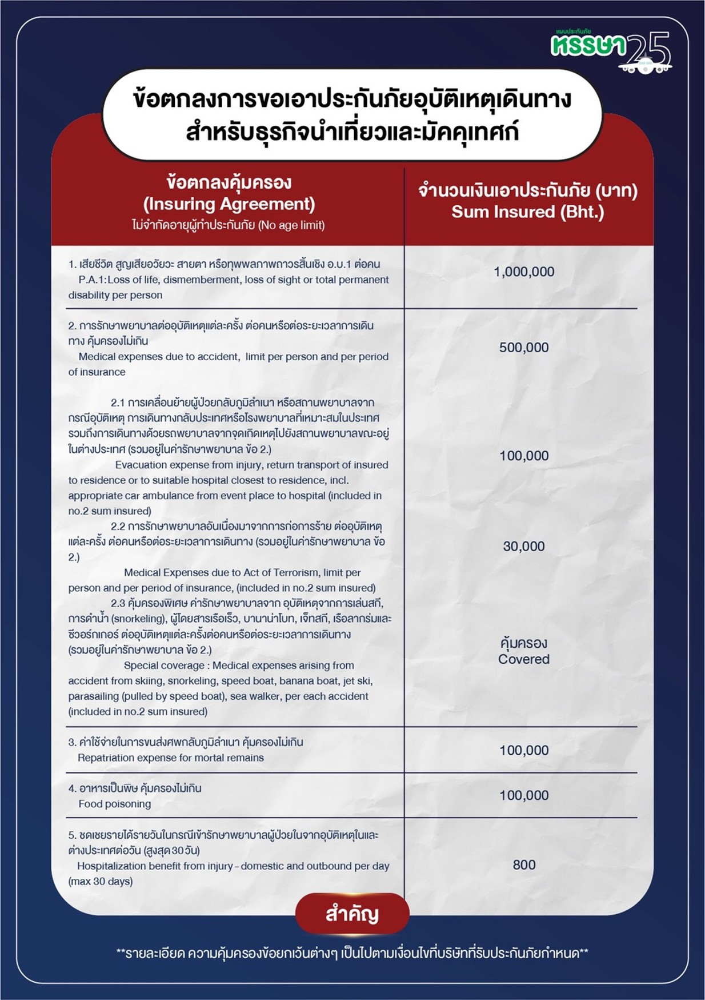 แผนประกันภัย
หรรษา25
ข้อตกลงการขอเอาประกันภัยอุบัติเหตุเดินทาง
สำหรับธุรกิจนำเที่ยวและมัคคุเทศก์
ข้อตกลงคุ้มครอง
(Insuring Agreement)
ไม่จำกัดอายุผู้ทำประกันภัย (No age limit)
จำนวนเงินเอาประกันภัย (บาท)
Sum Insured (Bht.)
1. เสียชีวิต สูญเสียอวัยวะ สายตา หรือทุพพลภาพถาวรสิ้นเชิง อ.บ.1 ต่อคน
P.A.1:Loss of life, dismemberment, loss of sight or total permanent
disability per person
1,000,000
2. การรักษาพยาบาลต่ออุบัติเหตุแต่ละครั้ง ต่อคนหรือต่อระยะเวลาการเดิน
ทาง คุ้มครองไม่เกิน
Medical expenses due to accident, limit per person and per period
of insurance
500,000
2.1 การเคลื่อนย้ายผู้ป่วยกลับภูมิลำเนา หรือสถานพยาบาลจาก
กรณีอุบัติเหตุ การเดินทางกลับประเทศหรือโรงพยาบาลที่เหมาะสมในประเทศ
รวมถึงการเดินทางด้วยรถพยาบาลจากจุดเกิดเหตุไปยังสถานพยาบาลขณะอยู่
ในต่างประเทศ (รวมอยู่ในค่ารักษาพยาบาล ข้อ 2.)
Evacuation expense from injury, return transport of insured
to residence or to suitable hospital closest to residence, incl.
appropriate car ambulance from event place to hospital (included in
no.2 sum insured)
100,000
2.2 การรักษาพยาบาลอันเนื่องมาจากการก่อการร้าย ต่ออุบัติเหตุ
แต่ละครั้ง ต่อคนหรือต่อระยะเวลาการเดินทาง (รวมอยู่ในค่ารักษาพยาบาล ข้อ
2.)
Medical Expenses due to Act of Terrorism, limit per
person and per period of insurance, (included in no.2 sum insured)
30,000
2.3 คุ้มครองพิเศษ ค่ารักษาพยาบาลจาก อุบัติเหตุจากการเล่นสกี,
การดำน้ำ (snorkeling), ผู้โดยสารเรือเร็ว, บานาน่าโบท, เจ็ทสกี, เรือลากร่มและ
ซีวอร์กเกอร์ ต่ออุบัติเหตุแต่ละครั้งต่อคนหรือต่อระยะเวลาการเดินทาง
(รวมอยู่ในค่ารักษาพยาบาล ข้อ 2.)
Special coverage : Medical expenses arising from
accident from skiing, snorkeling, speed boat, banana boat, jet ski,
parasailing (pulled by speed boat), sea walker, per each accident
(included in no.2 sum insured)
คุ้มครอง
Covered
3. ค่าใช้จ่ายในการขนส่งศพกลับภูมิลำเนา คุ้มครองไม่เกิน
Repatriation expense for mortal remains
100,000
4. อาหารเป็นพิษ คุ้มครองไม่เกิน
Food poisoning
100,000
5. ชดเชยรายได้รายวันในกรณีเข้ารักษาพยาบาลผู้ป่วยในจากอุบัติเหตุในและ
ต่างประเทศต่อวัน (สูงสุด 30 วัน)
Hospitalization benefit from injury - domestic and outbound per day
(max 30 days)
800
สำคัญ
**รายละเอียด ความคุ้มครองข้อยกเว้นต่างๆ เป็นไปตามเงื่อนไขที่บริษัทที่รับประกันภัยกำหนด**